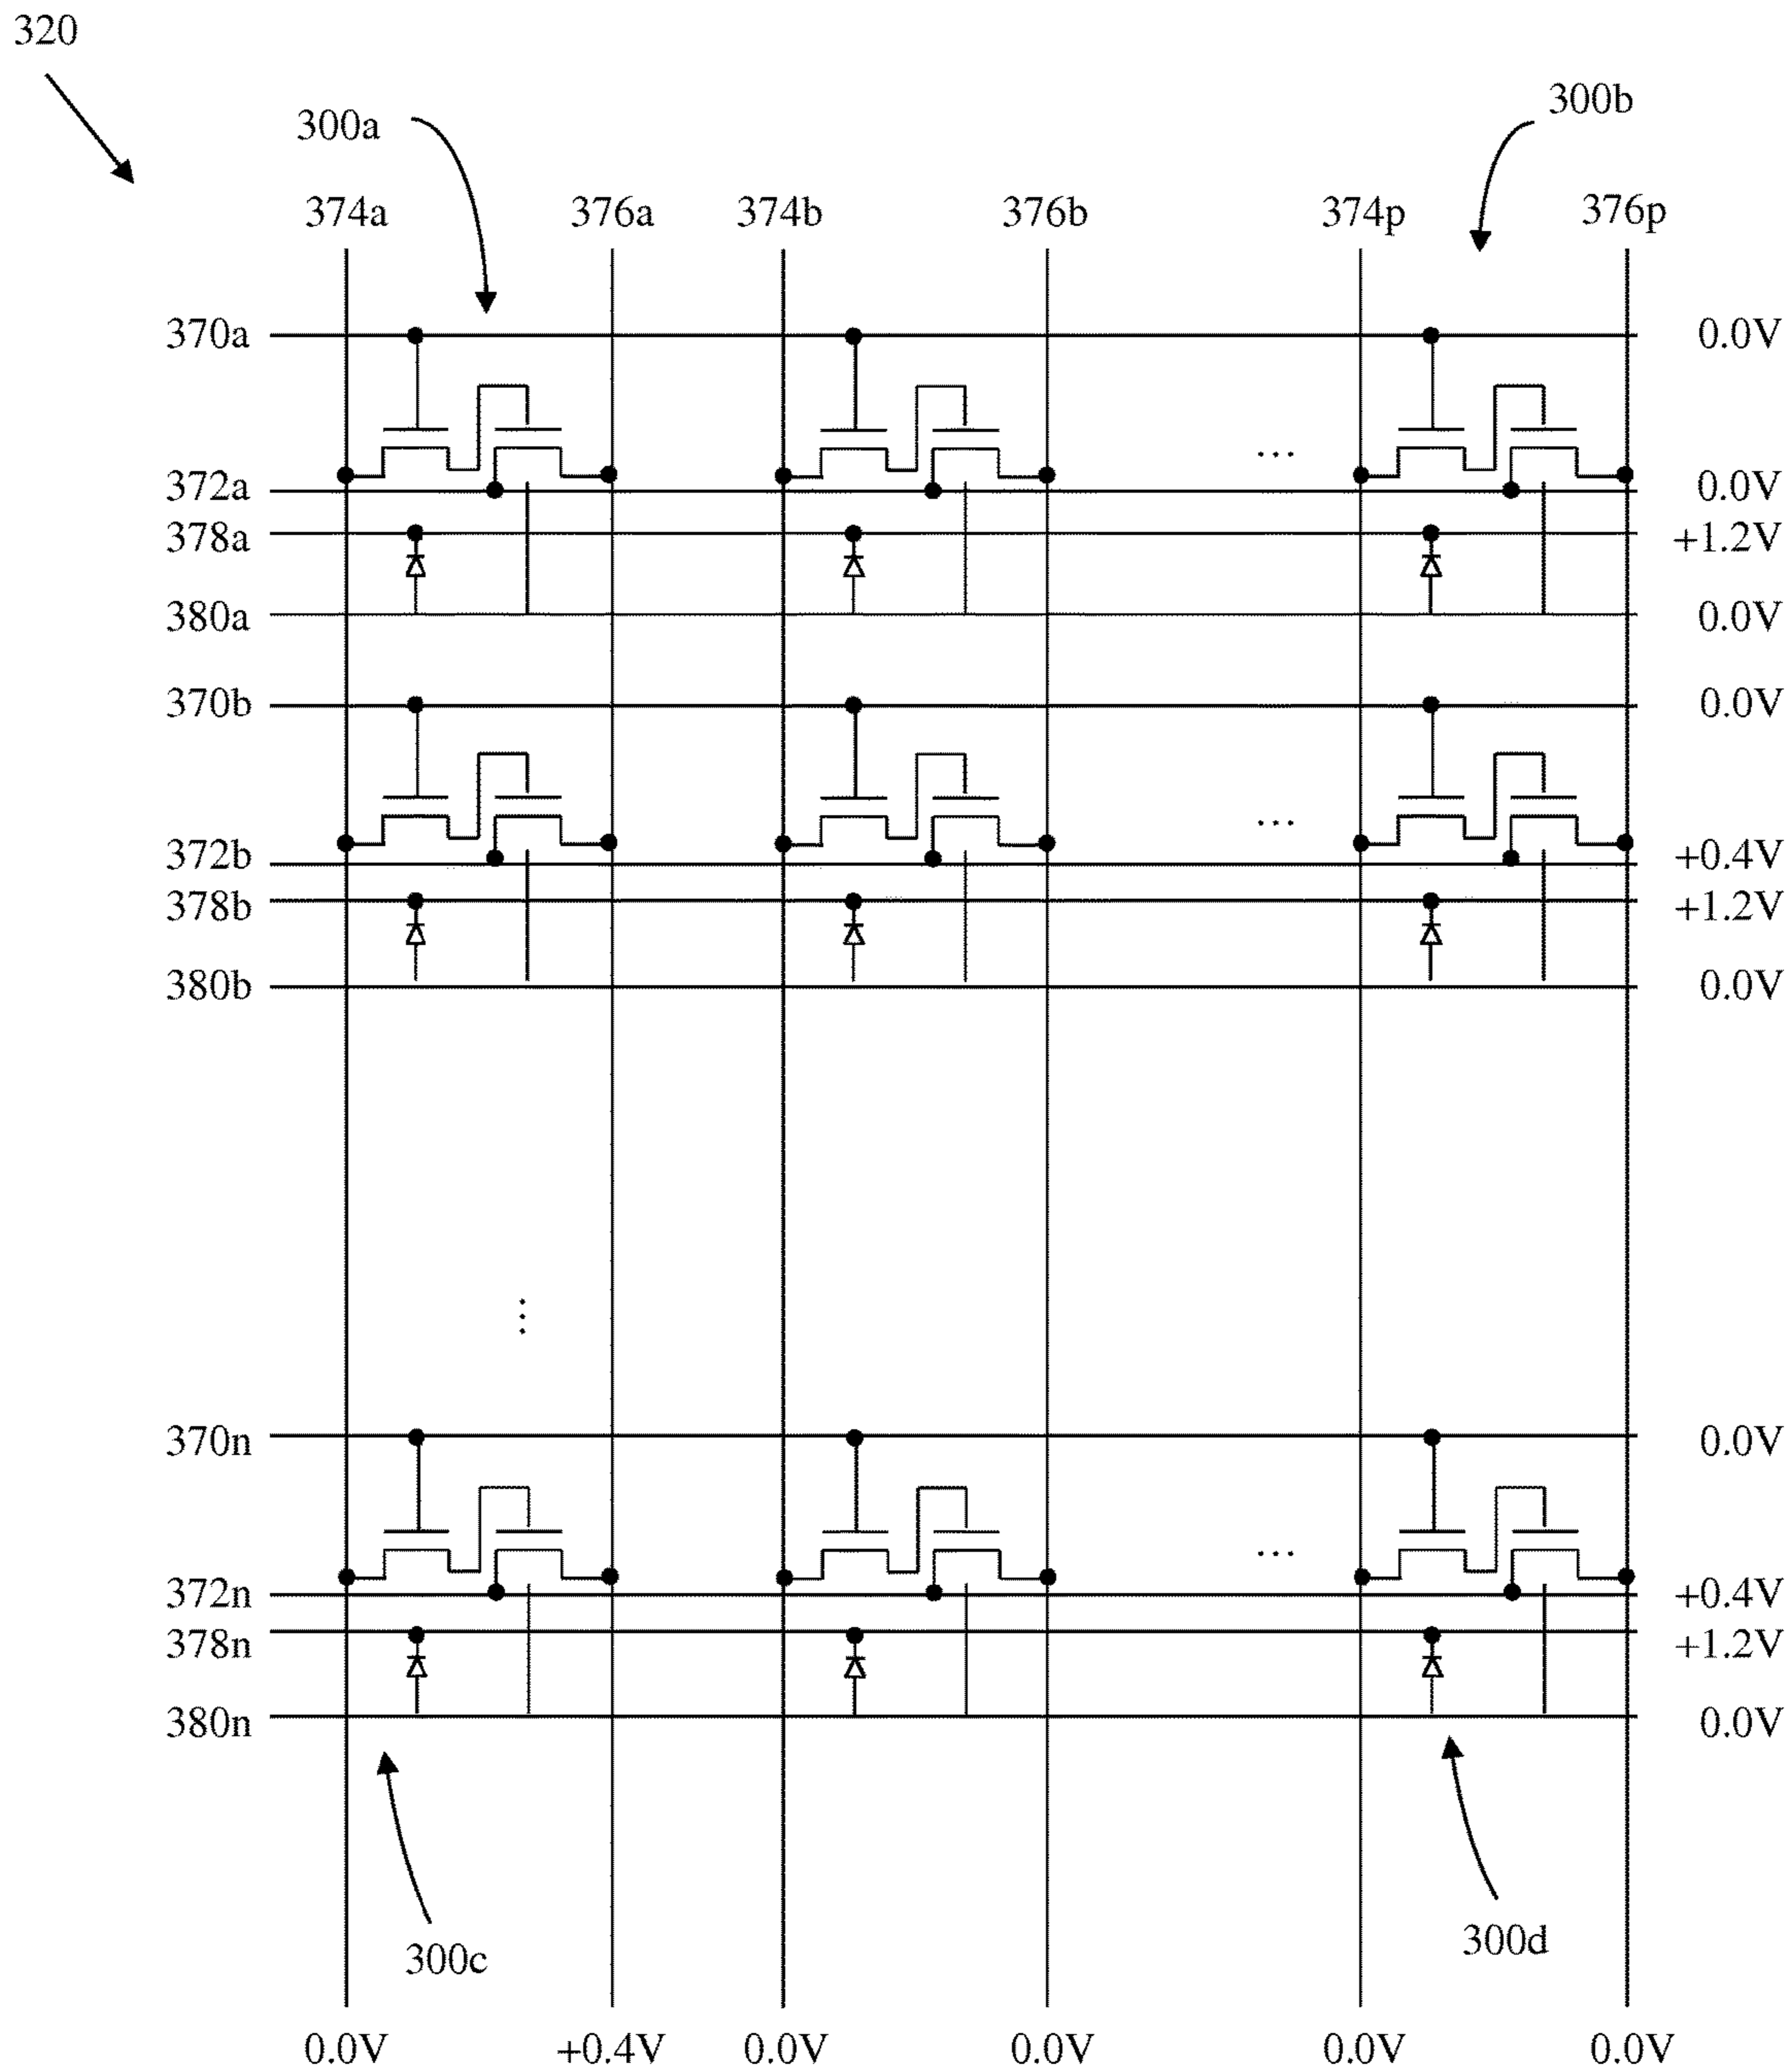 320
300a
300b
374a 376a 374b 376b 374p 376p
370a 0.0V
...
372a 0.0V
378a +1.2V
380a 0.0V
370b 0.0V
...
372b +0.4V
378b +1.2V
380b 0.0V
...
370n 0.0V
...
372n +0.4V
378n +1.2V
380n 0.0V
300c
300d
0.0V +0.4V 0.0V 0.0V 0.0V 0.0V